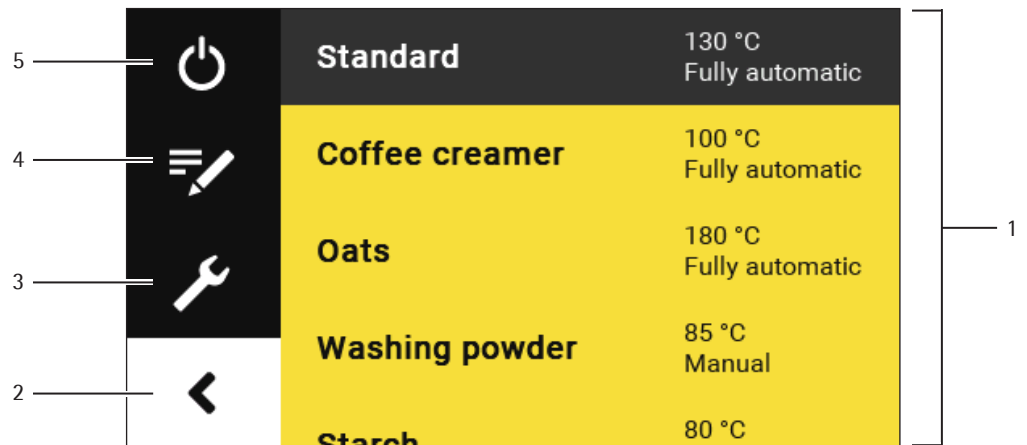 5
Standard
130 °C
Fully automatic
4
Coffee creamer
100 °C
Fully automatic
1
3
Oats
180 °C
Fully automatic
2
Washing powder
85 °C
Manual
Starch
80 °C